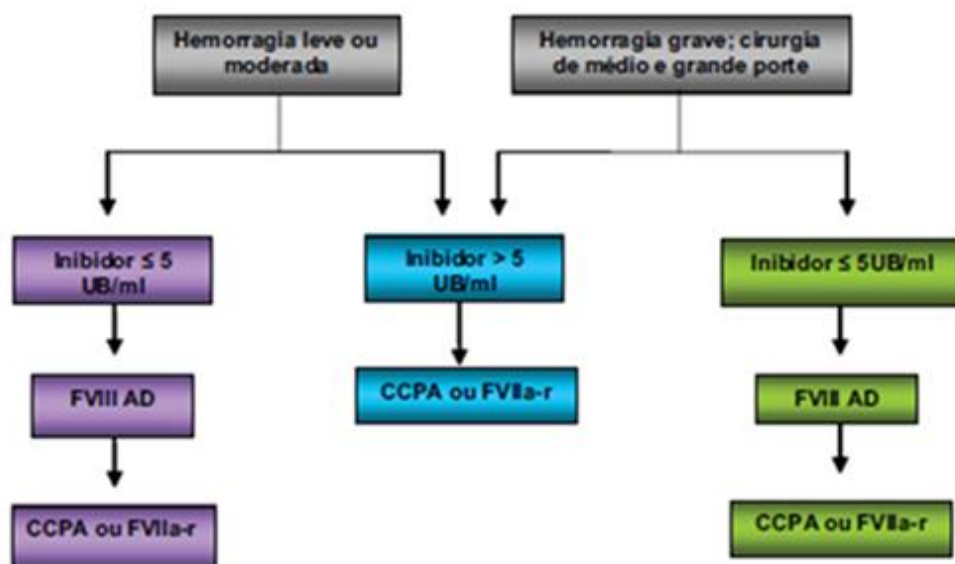 Hemorragia leve ou
moderada
Hemorragia grave; cirurgia
de médio e grande porte
Inibidor ≤ 5
UB/ml
Inibidor > 5
UB/ml
Inibidor ≤ 5UB/ml
FVIII AD
CCPA ou FVIIa-r
FVIII AD
CCPA ou FVIIa-r
CCPA ou FVIIa-r